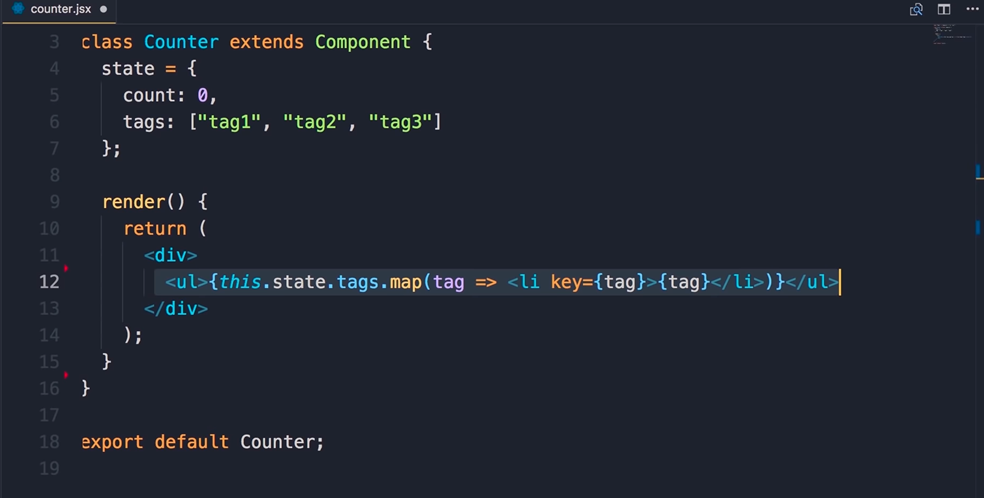 counter.jsx
3 class Counter extends Component {
4 state = {
5 count: 0,
6 tags: ["tag1", "tag2", "tag3"]
7 };
8
9 render() {
10 return (
11 <div>
12 <ul>{this.state.tags.map(tag => <li key={tag}>{tag}</li>)}</ul>
13 </div>
14 );
15 }
16 }
17
18 export default Counter;
19